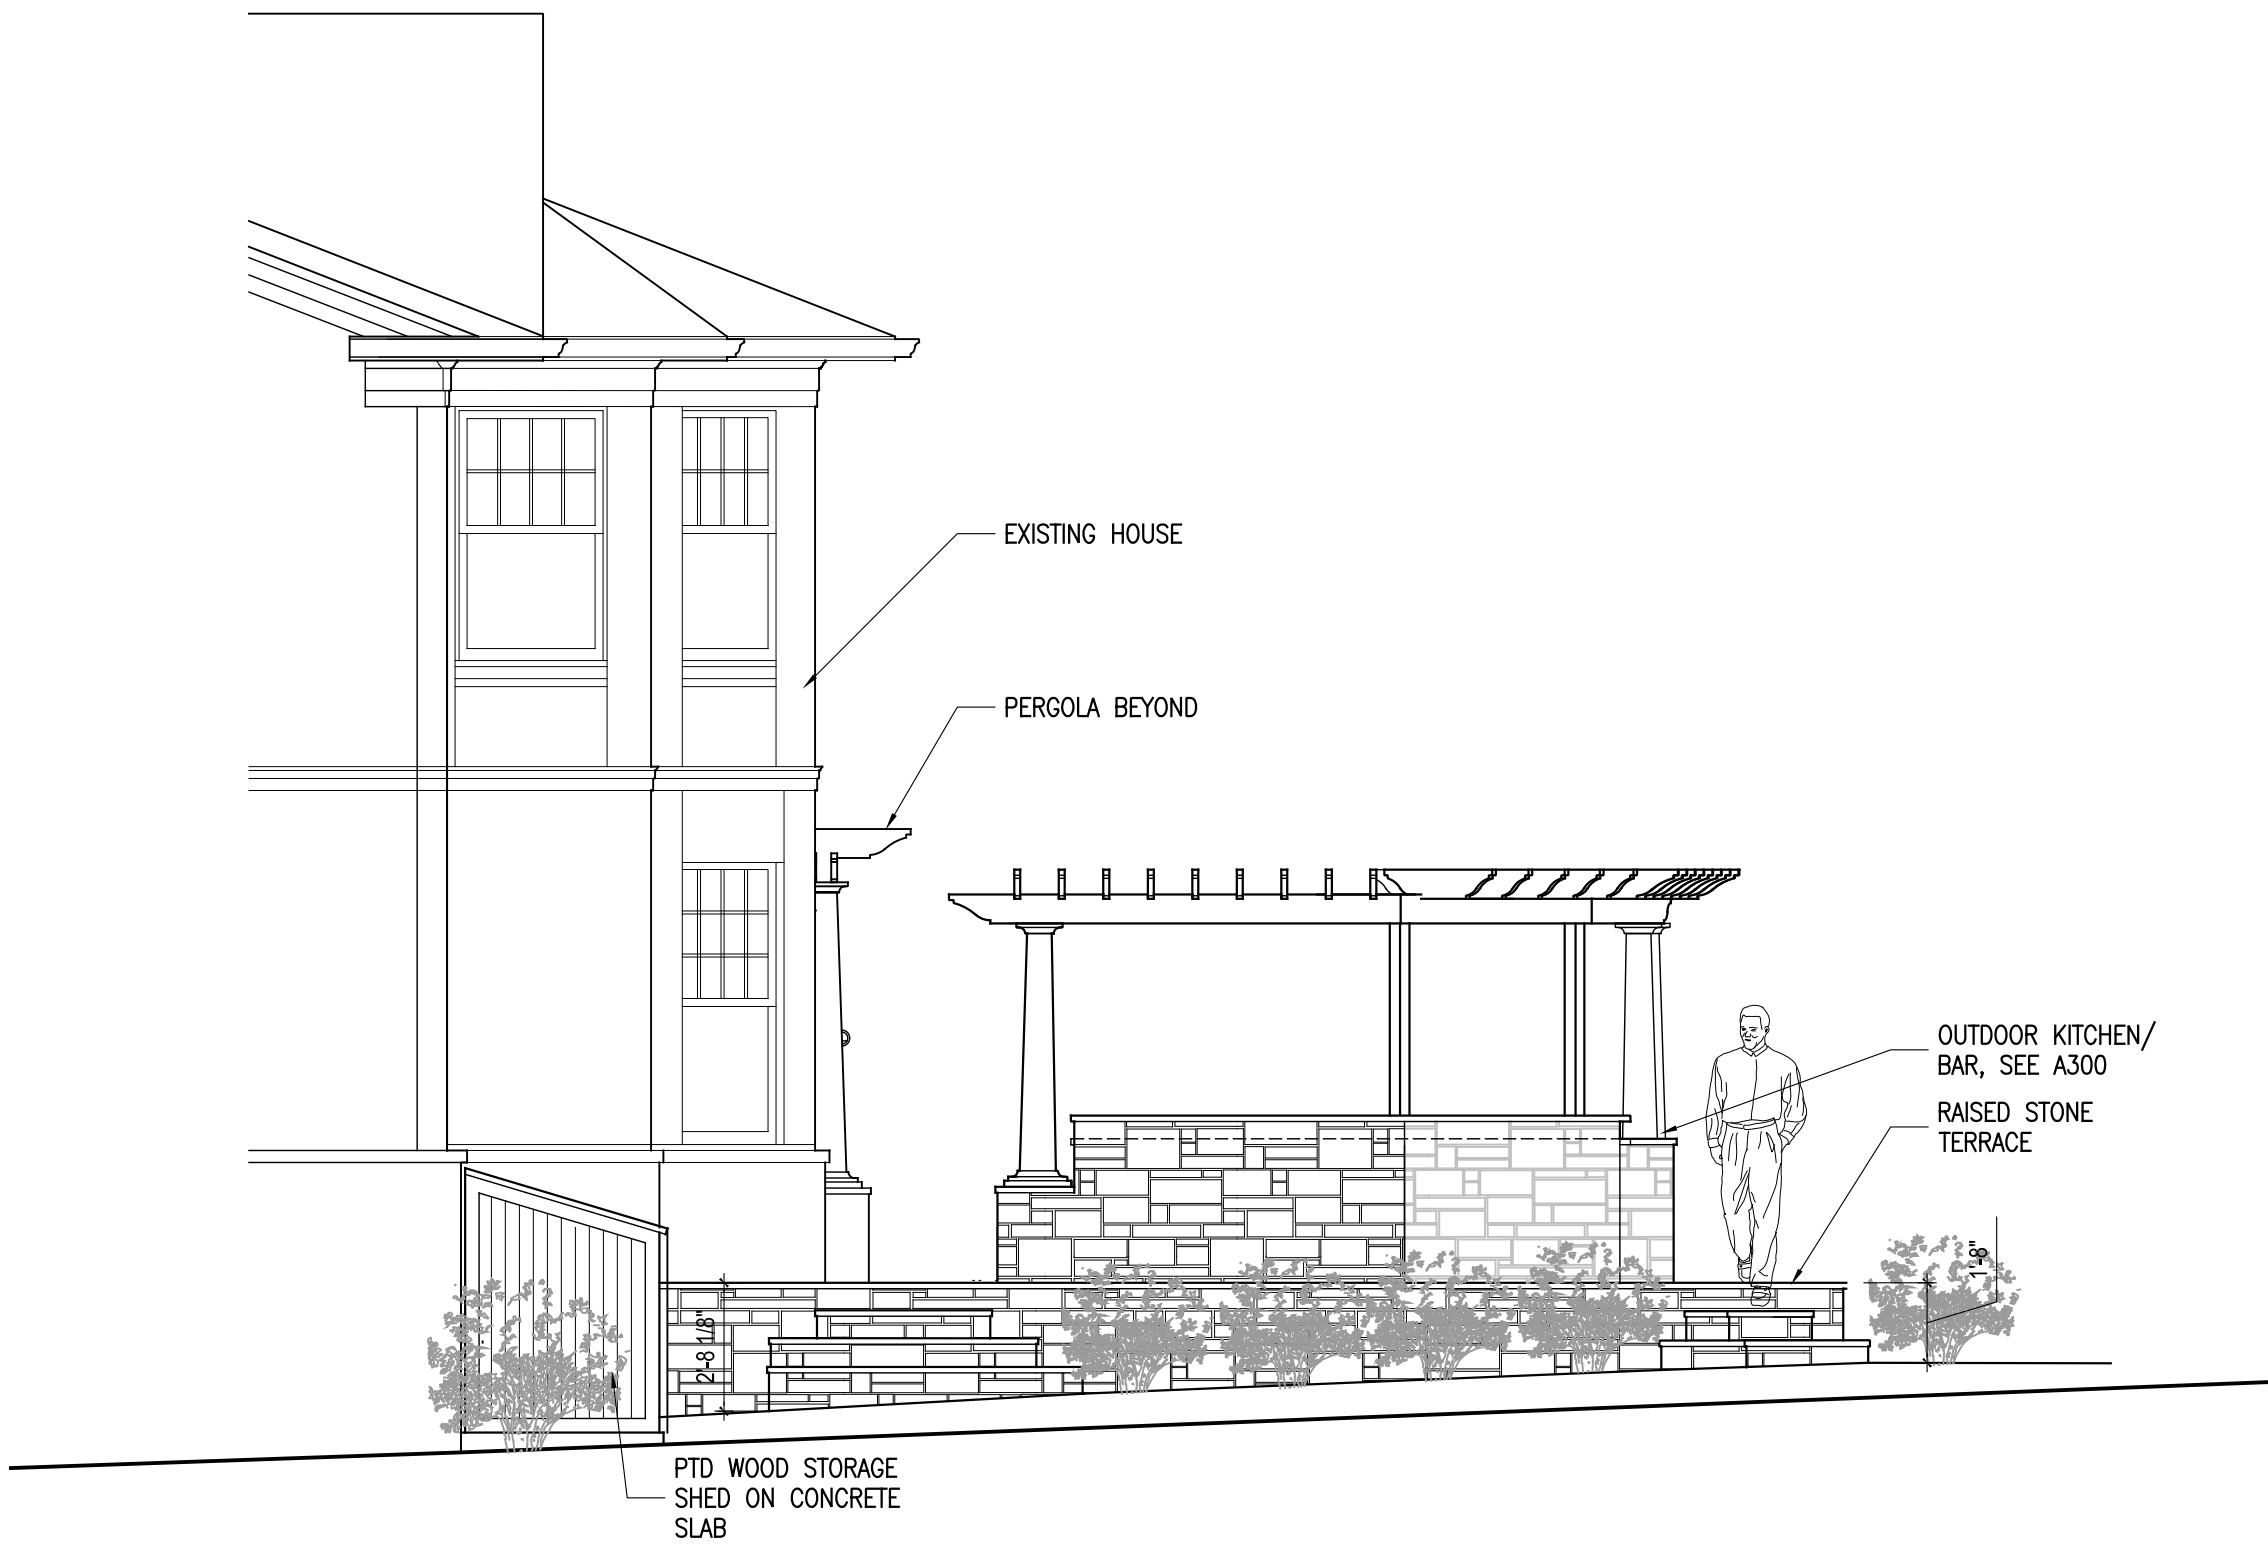 EXISTING HOUSE
PERGOLA BEYOND
OUTDOOR KITCHEN/
BAR, SEE A300
RAISED STONE
TERRACE
1'-8"
2'-8 1/8"
PTD WOOD STORAGE
SHED ON CONCRETE
SLAB